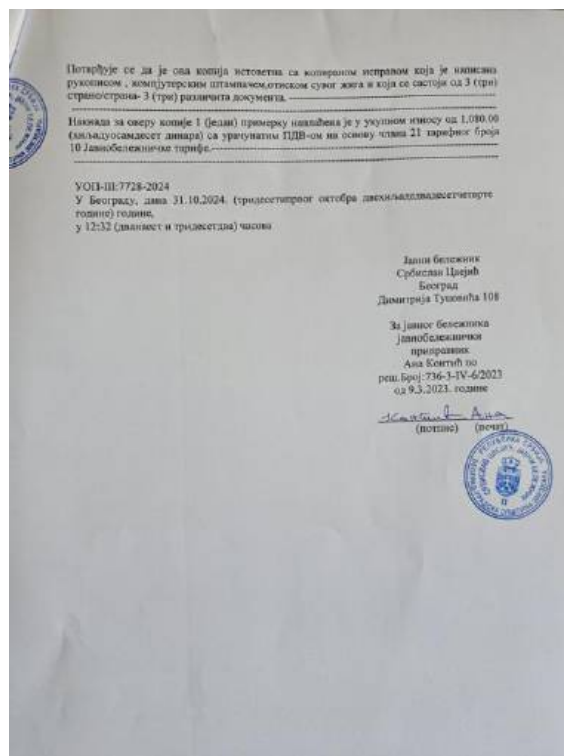 Потврђује се да је ова копија истоветна са копираном исправом која је написана
рукописом , компјутерским штампачем,отиском сувог жига и која се састоји од 3 (три)
страно/страна- 3 (три) различита документа. ----------
Накнада за оверу копије 1 (један) примерку наплаћена је у укупном износу од 1,080.00
(хиљадуосамдесет динара) са урачунатим ПДВ-ом на основу члана 21 тарифног броја
10 Јавнобележничке тарифе.----------
УОП-III:7728-2024
У Београду, дана 31.10.2024. (тридесетпрвог октобра двехиљадедвадесетчетврте
године) године,
у 12:32 (дванаест и тридесетдва) часова
Јавни бележник
Србислав Цвејић
Београд
Димитрија Туцовића 108
За јавног бележника
јавнобележнички
приправник
Ана Контић по
реш.Број:736-3-IV-6/2023
од 9.3.2023. године
Контић Ана
(потпис) (печат)
РЕПУБЛИКА СРБИЈА